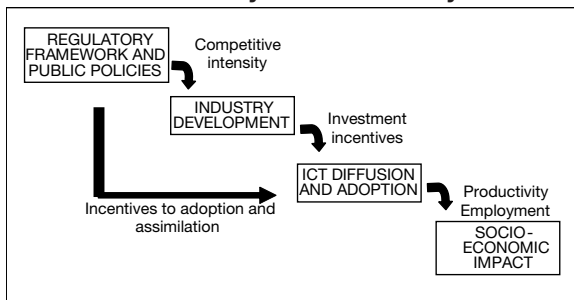 REGULATORY
FRAMEWORK AND
PUBLIC POLICIES
Competitive
intensity
INDUSTRY
DEVELOPMENT
Investment
incentives
ICT DIFFUSION
AND ADOPTION
Incentives to adoption and
assimilation
Productivity
Employment
SOCIO-
ECONOMIC
IMPACT